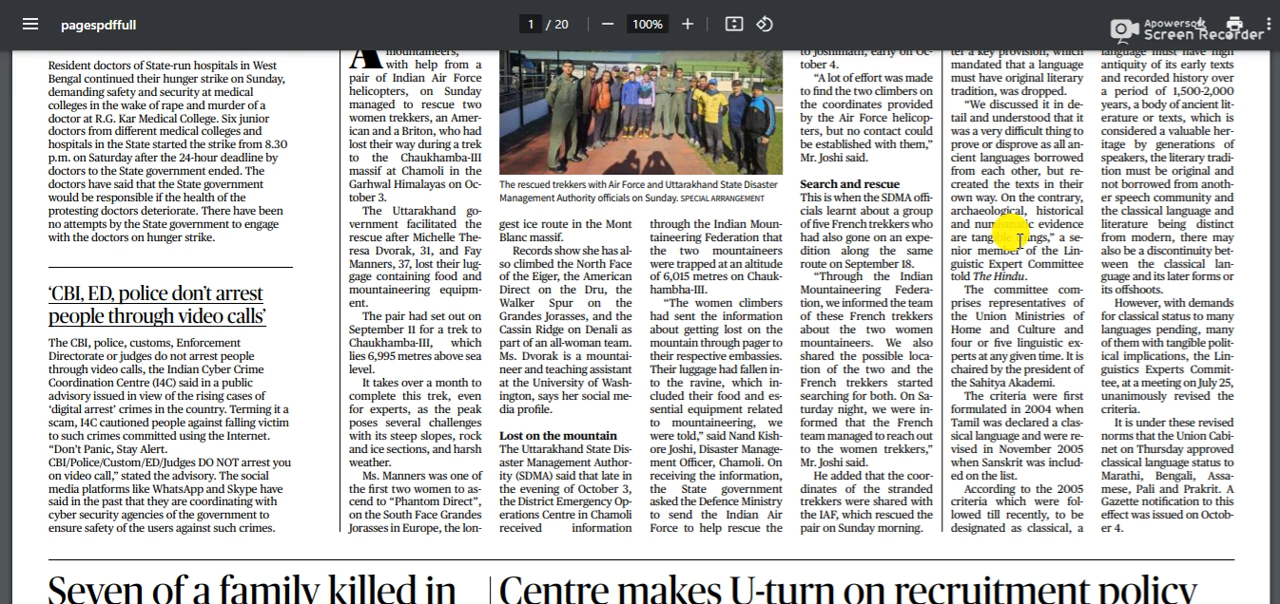 pagespdffull
1 / 20
100%
Apowersoft
Screen Recorder
Resident doctors of State-run hospitals in West
Bengal continued their hunger strike on Sunday,
demanding safety and security at medical
colleges in the wake of rape and murder of a
doctor at R.G. Kar Medical College. Six junior
doctors from different medical colleges and
hospitals in the State started the strike from 8.30
p.m. on Saturday after the 24-hour deadline by
doctors to the State government ended. The
doctors have said that the State government
would be responsible if the health of the
protesting doctors deteriorate. There have been
no attempts by the State government to engage
with the doctors on hunger strike.
‘CBI, ED, police don’t arrest
people through video calls’
The CBI, police, customs, Enforcement
Directorate or judges do not arrest people
through video calls, the Indian Cyber Crime
Coordination Centre (I4C) said in a public
advisory issued in view of the rising cases of
‘digital arrest’ crimes in the country. Terming it a
scam, I4C cautioned people against falling victim
to such crimes committed using the Internet.
“Don’t Panic, Stay Alert.
CBI/Police/Custom/ED/Judges DO NOT arrest you
on video call,” stated the advisory. The social
media platforms like WhatsApp and Skype have
said in the past that they are coordinating with
cyber security agencies of the government to
ensure safety of the users against such crimes.
A mountaineers,
with help from a
pair of Indian Air Force
helicopters, on Sunday
managed to rescue two
women trekkers, an Amer-
ican and a Briton, who had
lost their way during a trek
to the Chaukhamba-III
massif at Chamoli in the
Garhwal Himalayas on Oc-
tober 3.
The Uttarakhand go-
vernment facilitated the
rescue after Michelle The-
resa Dvorak, 31, and Fay
Manners, 37, lost their lug-
gage containing food and
mountaineering equipm-
ent.
The pair had set out on
September 11 for a trek to
Chaukhamba-III, which
lies 6,995 metres above sea
level.
It takes over a month to
complete this trek, even
for experts, as the peak
poses several challenges
with its steep slopes, rock
and ice sections, and harsh
weather.
Ms. Manners was one of
the first two women to as-
cend to “Phantom Direct”,
on the South Face Grandes
Jorasses in Europe, the lon-
The rescued trekkers with Air Force and Uttarakhand State Disaster
Management Authority officials on Sunday. SPECIAL ARRANGEMENT
gest ice route in the Mont
Blanc massif.
Records show she has al-
so climbed the North Face
of the Eiger, the American
Direct on the Dru, the
Walker Spur on the
Grandes Jorasses, and the
Cassin Ridge on Denali as
part of an all-woman team.
Ms. Dvorak is a mountai-
neer and teaching assistant
at the University of Wash-
ington, says her social me-
dia profile.
Lost on the mountain
The Uttarakhand State Dis-
aster Management Author-
ity (SDMA) said that late in
the evening of October 3,
the District Emergency Op-
erations Centre in Chamoli
received information
through the Indian Moun-
taineering Federation that
the two mountaineers
were trapped at an altitude
of 6,015 metres on Chauk-
hambha-III.
“The women climbers
had sent the information
about getting lost on the
mountain through pager to
their respective embassies.
Their luggage had fallen in-
to the ravine, which in-
cluded their food and es-
sential equipment related
to mountaineering, we
were told,” said Nand Kish-
ore Joshi, Disaster Manage-
ment Officer, Chamoli. On
receiving the information,
the State government
asked the Defence Ministry
to send the Indian Air
Force to help rescue the
to Joshimath, early on Oc-
tober 4.
“A lot of effort was made
to find the two climbers on
the coordinates provided
by the Air Force helicop-
ters, but no contact could
be established with them,”
Mr. Joshi said.
Search and rescue
This is when the SDMA offi-
cials learnt about a group
of five French trekkers who
had also gone on an expe-
dition along the same
route on September 18.
“Through the Indian
Mountaineering Federa-
tion, we informed the team
of these French trekkers
about the two women
mountaineers. We also
shared the possible loca-
tion of the two and the
French trekkers started
searching for both. On Sa-
turday night, we were in-
formed that the French
team managed to reach out
to the women trekkers,”
Mr. Joshi said.
He added that the coor-
dinates of the stranded
trekkers were shared with
the IAF, which rescued the
pair on Sunday morning.
ter a key provision, which
mandated that a language
must have original literary
tradition, was dropped.
“We discussed it in de-
tail and understood that it
was a very difficult thing to
prove or disprove as all an-
cient languages borrowed
from each other, but re-
created the texts in their
own way. On the contrary,
archaeological, historical
and numismatic evidence
are tangible things,” a se-
nior member of the Lin-
guistic Expert Committee
told The Hindu.
The committee com-
prises representatives of
the Union Ministries of
Home and Culture and
four or five linguistic ex-
perts at any given time. It is
chaired by the president of
the Sahitya Akademi.
The criteria were first
formulated in 2004 when
Tamil was declared a clas-
sical language and were re-
vised in November 2005
when Sanskrit was includ-
ed on the list.
According to the 2005
criteria which were fol-
lowed till recently, to be
designated as classical, a
language must have high
antiquity of its early texts
and recorded history over
a period of 1,500-2,000
years, a body of ancient lit-
erature or texts, which is
considered a valuable her-
itage by generations of
speakers, the literary tradi-
tion must be original and
not borrowed from anoth-
er speech community and
the classical language and
literature being distinct
from modern, there may
also be a discontinuity bet-
ween the classical lan-
guage and its later forms or
its offshoots.
However, with demands
for classical status to many
languages pending, many
of them with tangible polit-
ical implications, the Lin-
guistics Experts Commit-
tee, at a meeting on July 25,
unanimously revised the
criteria.
It is under these revised
norms that the Union Cabi-
net on Thursday approved
classical language status to
Marathi, Bengali, Assa-
mese, Pali and Prakrit. A
Gazette notification to this
effect was issued on Octob-
er 4.
Seven of a family killed in
Centre makes U-turn on recruitment policy